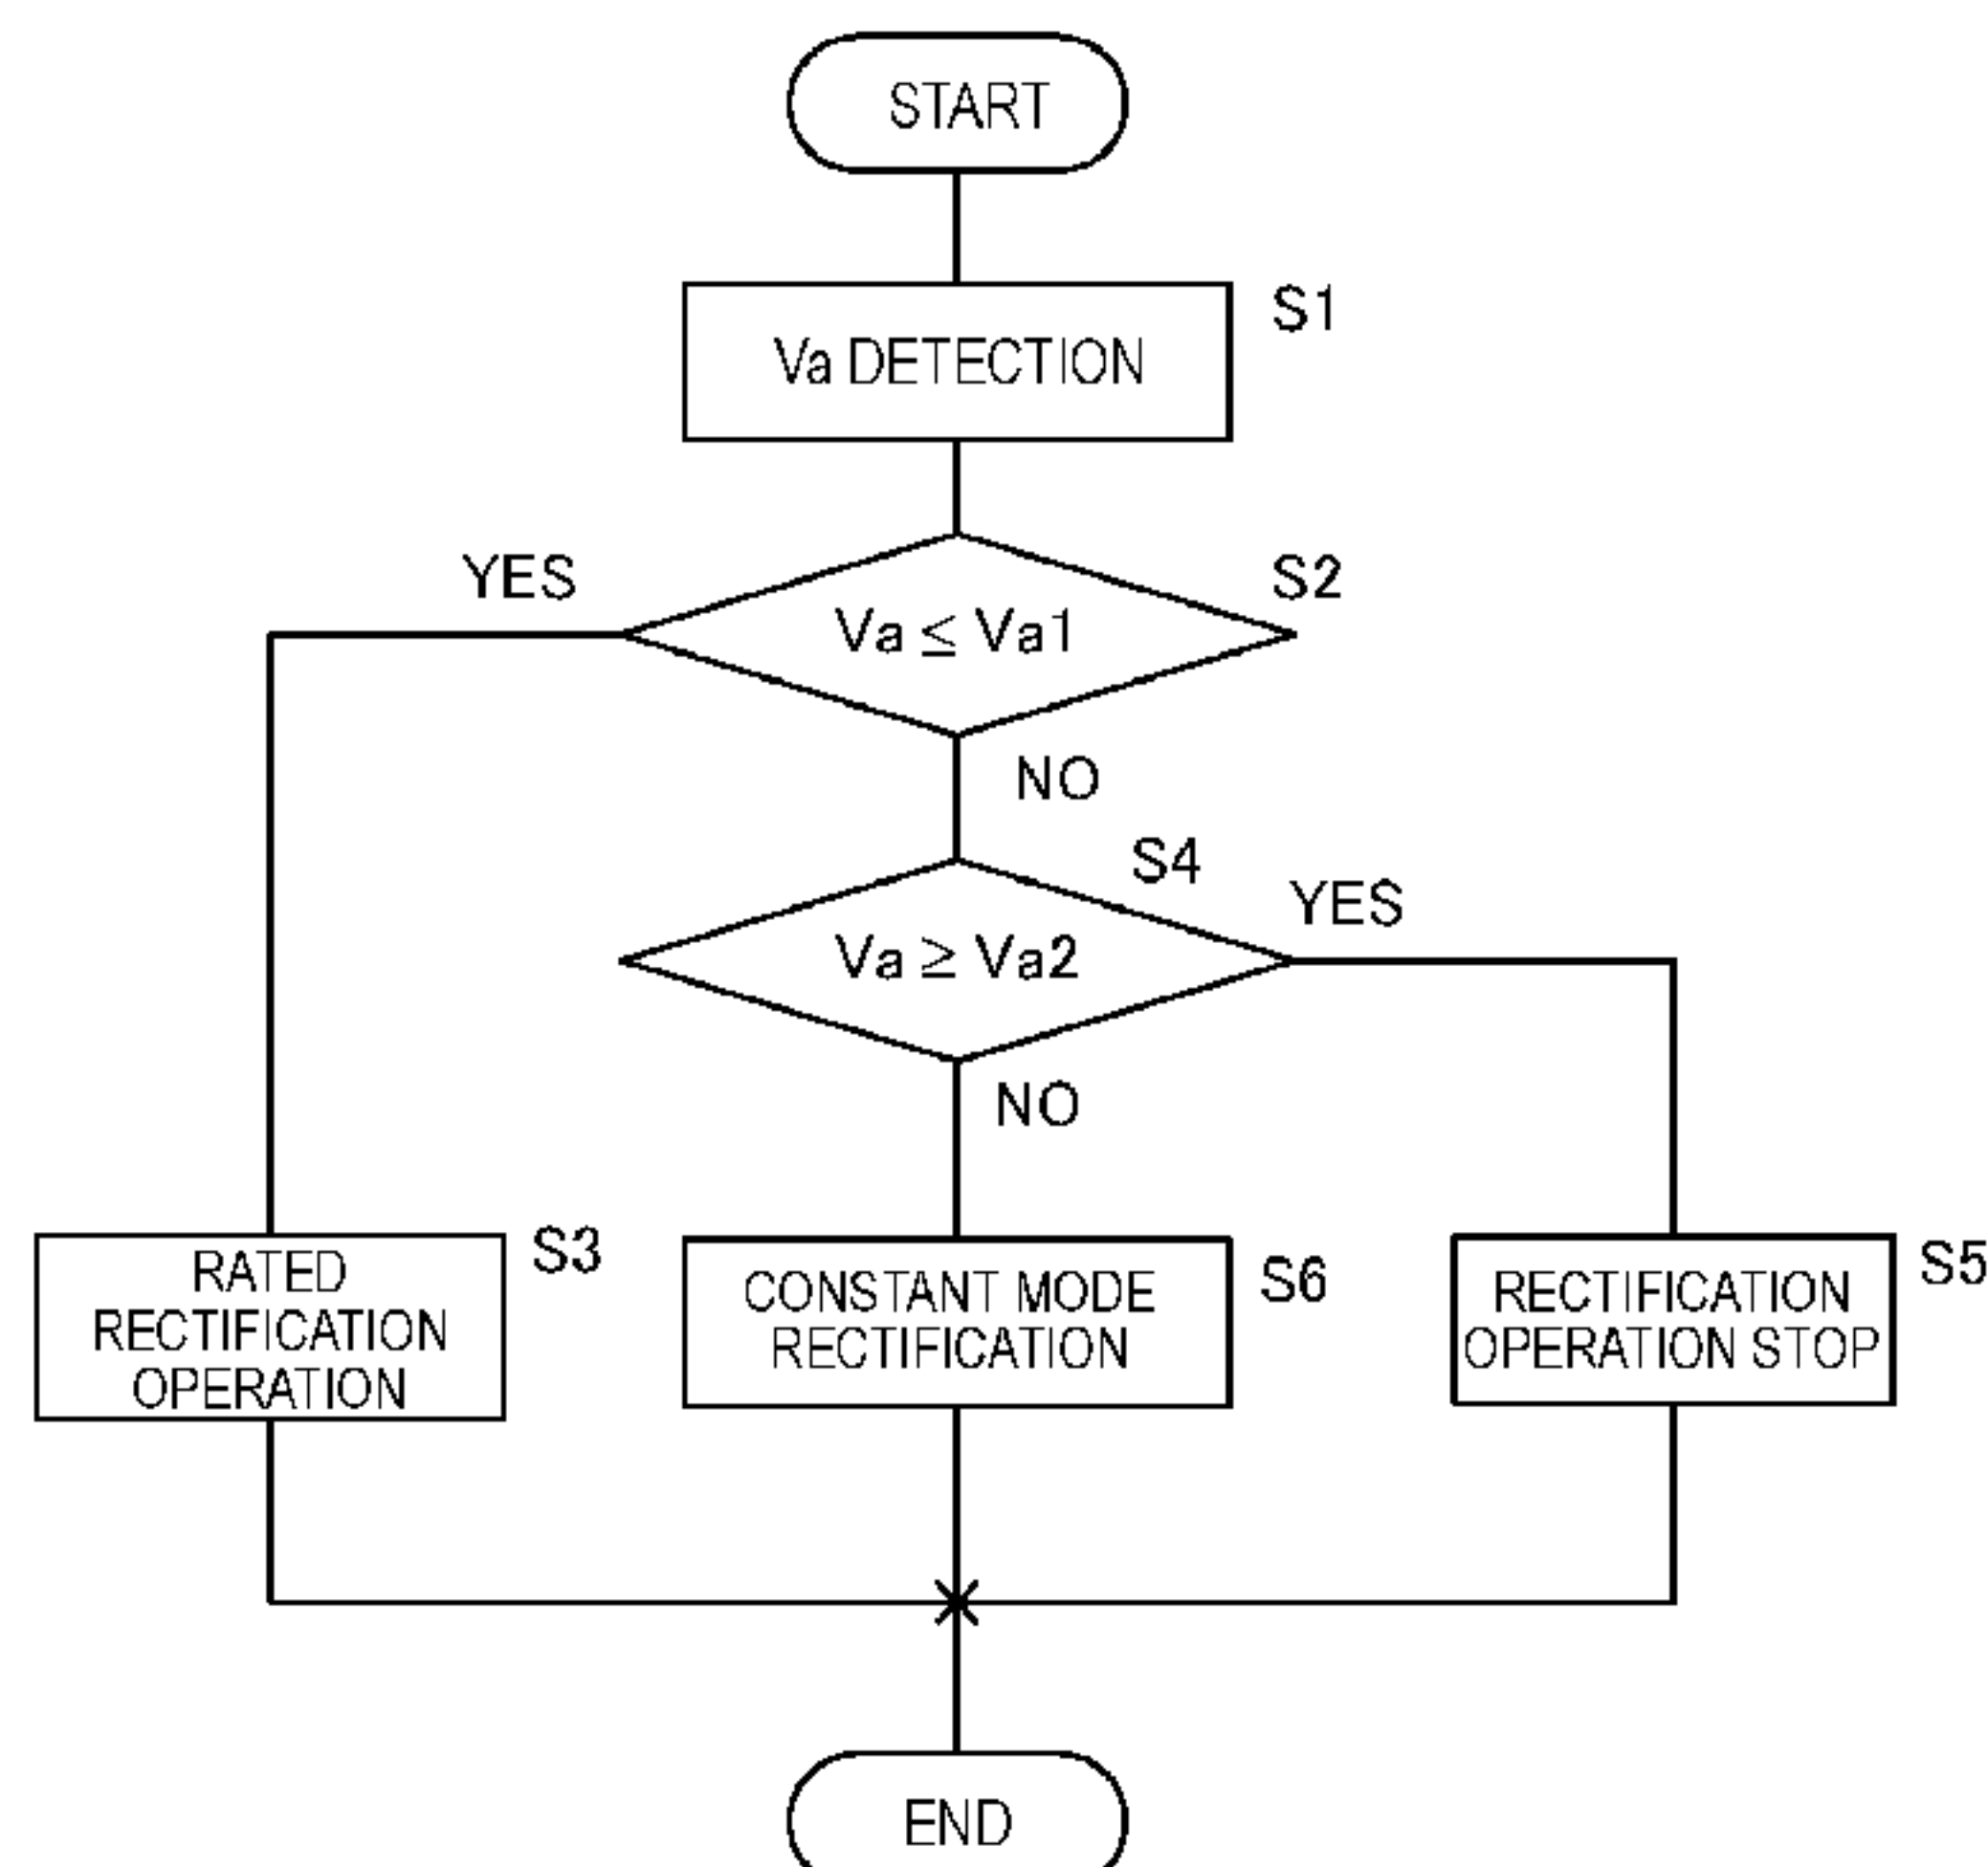 START
S1
Va DETECTION
YES
S2
Va ≤ Va1
NO
S4
YES
Va ≥ Va2
NO
S3
RATED
RECTIFICATION
OPERATION
S6
CONSTANT MODE
RECTIFICATION
S5
RECTIFICATION
OPERATION STOP
END